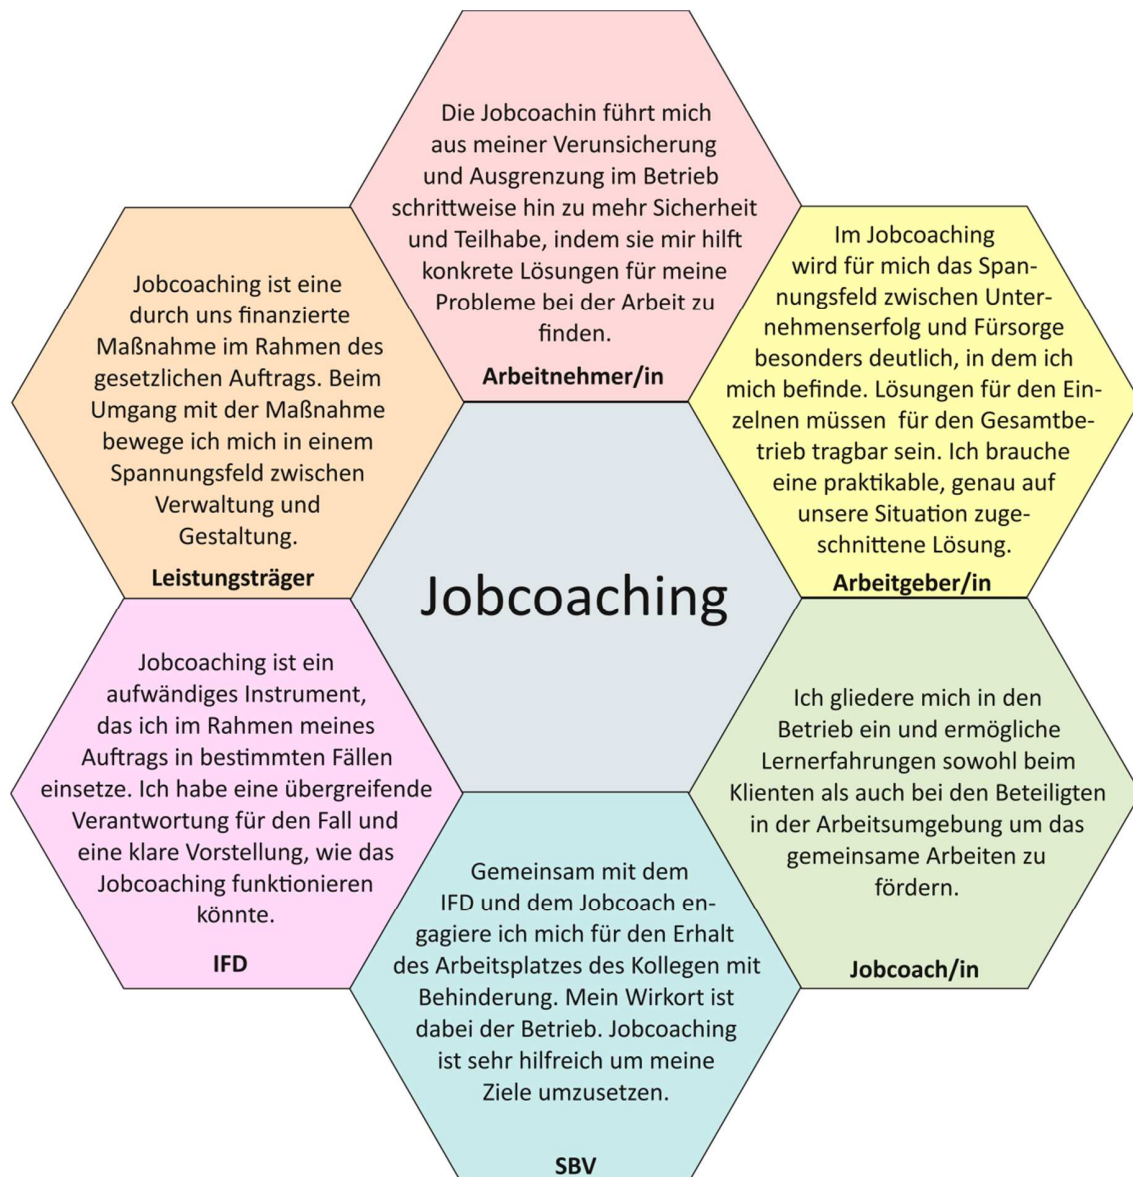 Die Jobcoachin führt mich
aus meiner Verunsicherung
und Ausgrenzung im Betrieb
schrittweise hin zu mehr Sicherheit
und Teilhabe, indem sie mir hilft
konkrete Lösungen für meine
Probleme bei der Arbeit zu
finden.
Arbeitnehmer/in
Im Jobcoaching
wird für mich das Span-
nungsfeld zwischen Unter-
nehmenserfolg und Fürsorge
besonders deutlich, in dem ich
mich befinde. Lösungen für den Ein-
zelnen müssen  für den Gesamtbe-
trieb tragbar sein. Ich brauche
eine praktikable, genau auf
unsere Situation zuge-
schnittene Lösung.
Arbeitgeber/in
Jobcoaching ist eine
durch uns finanzierte
Maßnahme im Rahmen des
gesetzlichen Auftrags. Beim
Umgang mit der Maßnahme
bewege ich mich in einem
Spannungsfeld zwischen
Verwaltung und
Gestaltung.
Leistungsträger
Jobcoaching
Jobcoaching ist ein
aufwändiges Instrument,
das ich im Rahmen meines
Auftrags in bestimmten Fällen
einsetze. Ich habe eine übergreifende
Verantwortung für den Fall und
eine klare Vorstellung, wie das
Jobcoaching funktionieren
könnte.
IFD
Ich gliedere mich in den
Betrieb ein und ermögliche
Lernerfahrungen sowohl beim
Klienten als auch bei den Beteiligten
in der Arbeitsumgebung um das
gemeinsame Arbeiten zu
fördern.
Jobcoach/in
Gemeinsam mit dem
IFD und dem Jobcoach en-
gagiere ich mich für den Erhalt
des Arbeitsplatzes des Kollegen mit
Behinderung. Mein Wirkort ist
dabei der Betrieb. Jobcoaching
ist sehr hilfreich um meine
Ziele umzusetzen.
SBV